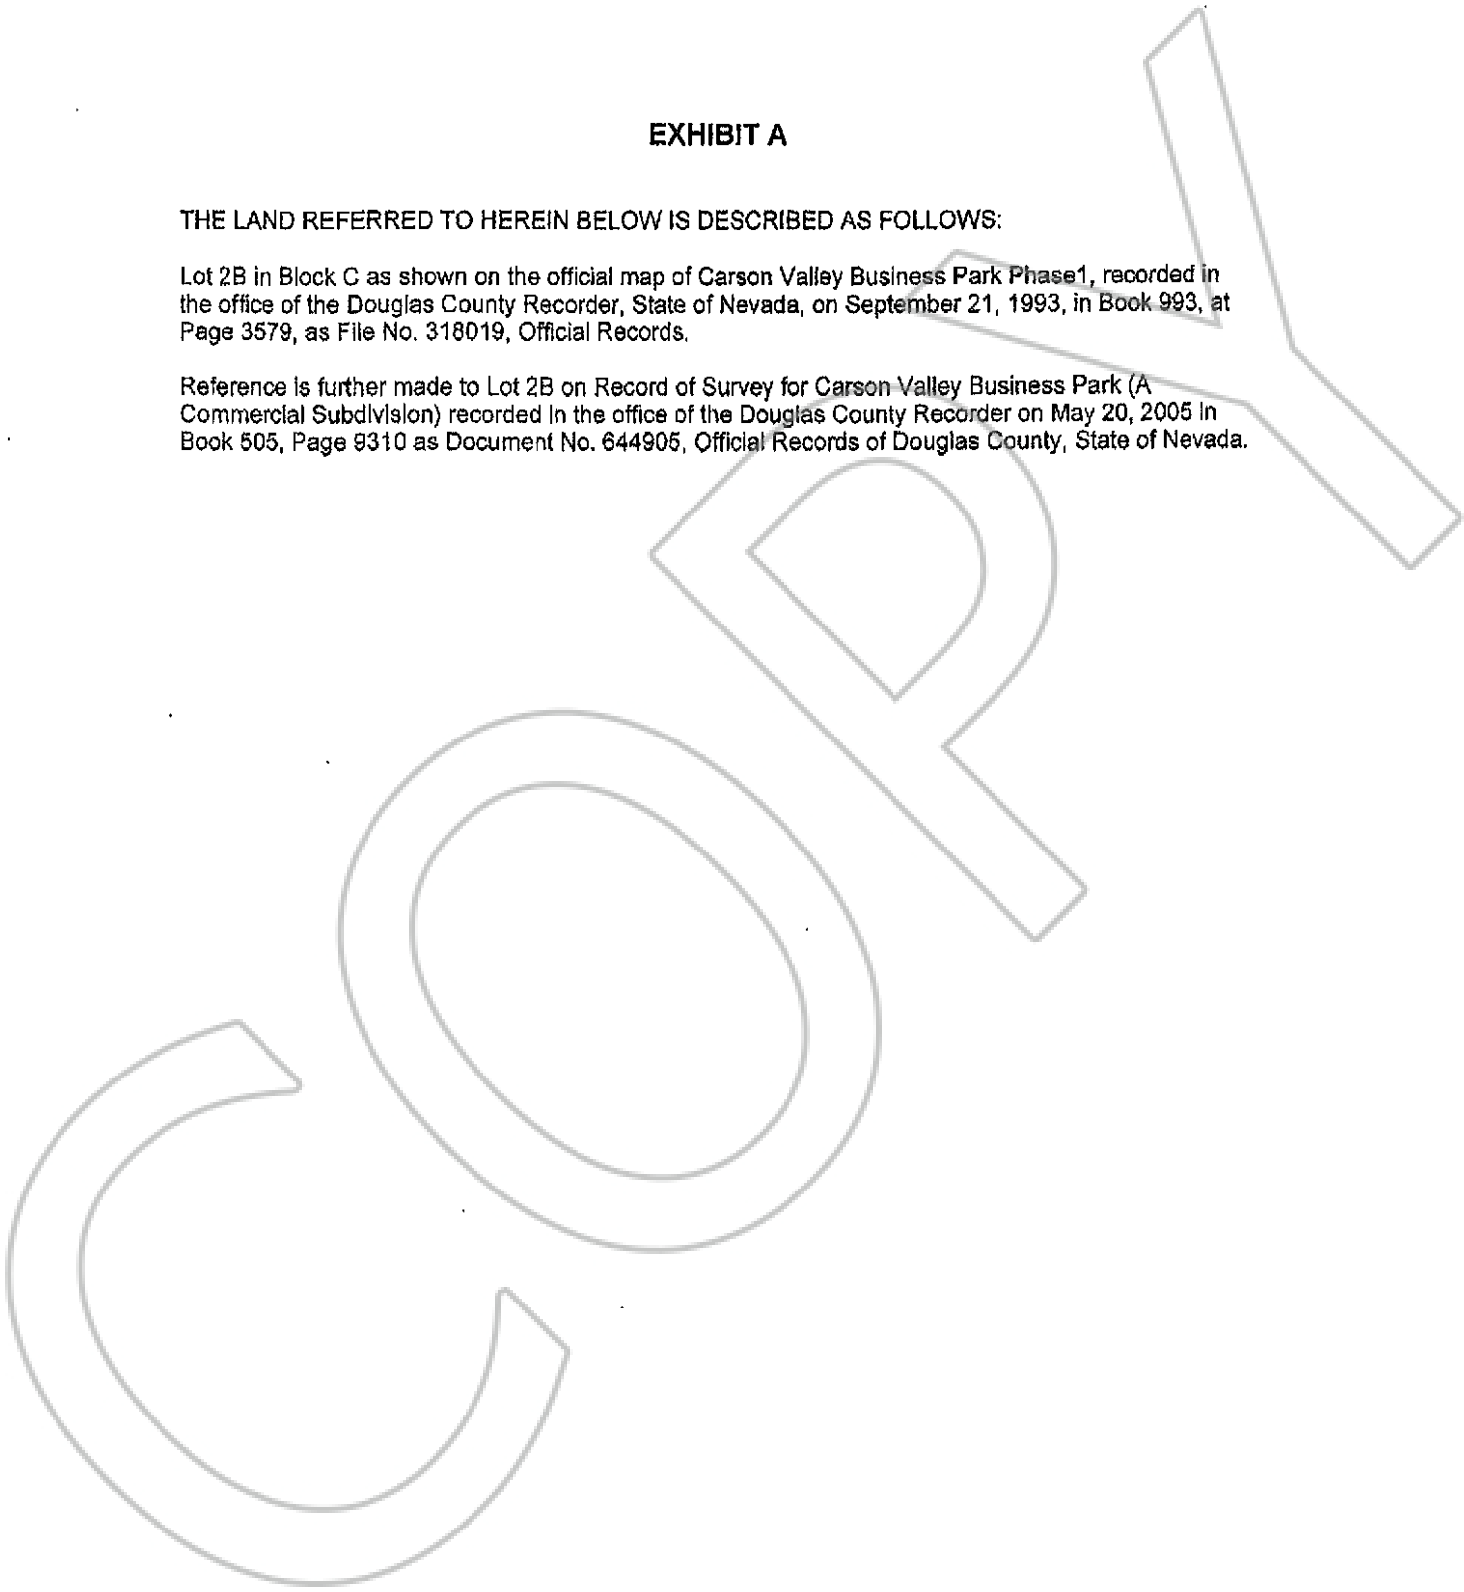 EXHIBIT A
THE LAND REFERRED TO HEREIN BELOW IS DESCRIBED AS FOLLOWS:
Lot 2B in Block C as shown on the official map of Carson Valley Business Park Phase1, recorded in
the office of the Douglas County Recorder, State of Nevada, on September 21, 1993, in Book 993, at
Page 3579, as File No. 318019, Official Records.
Reference is further made to Lot 2B on Record of Survey for Carson Valley Business Park (A
Commercial Subdivision) recorded in the office of the Douglas County Recorder on May 20, 2005 in
Book 505, Page 9310 as Document No. 644905, Official Records of Douglas County, State of Nevada.
COPY